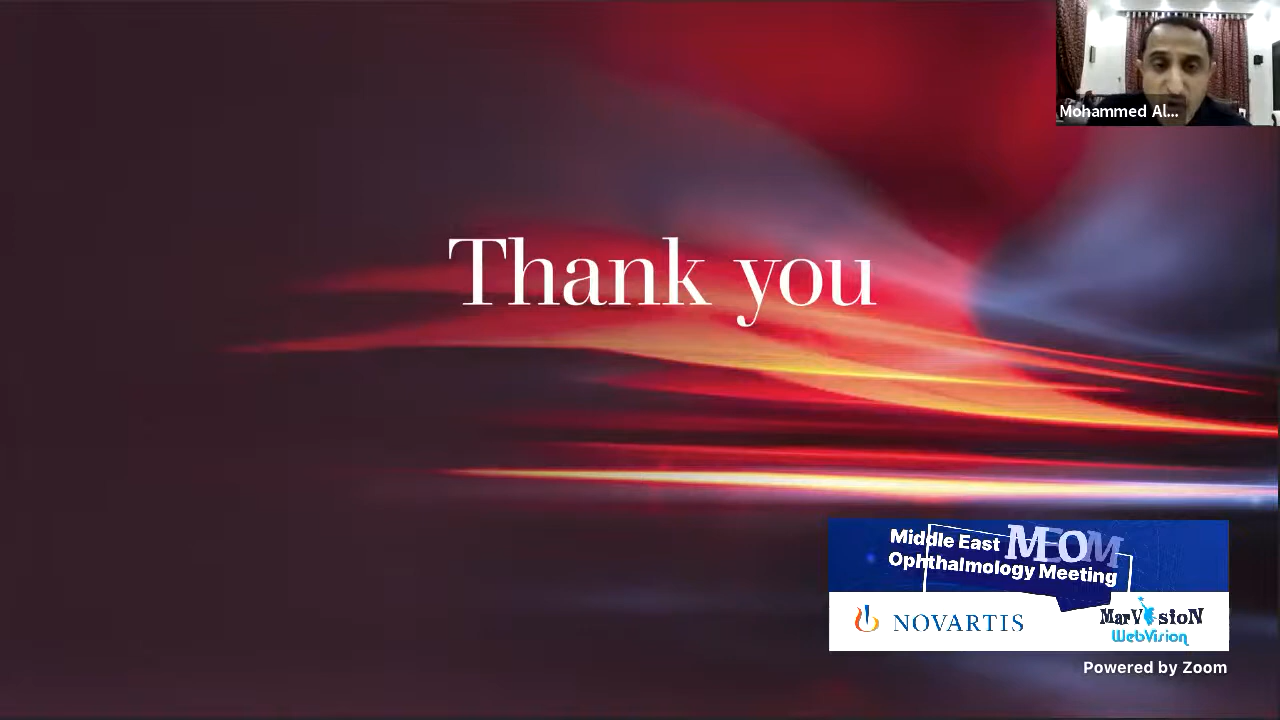 Mohammed Al...
Thank you
Middle East MEOM
Ophthalmology Meeting
NOVARTIS
MarVisioN
WebVision
Powered by Zoom